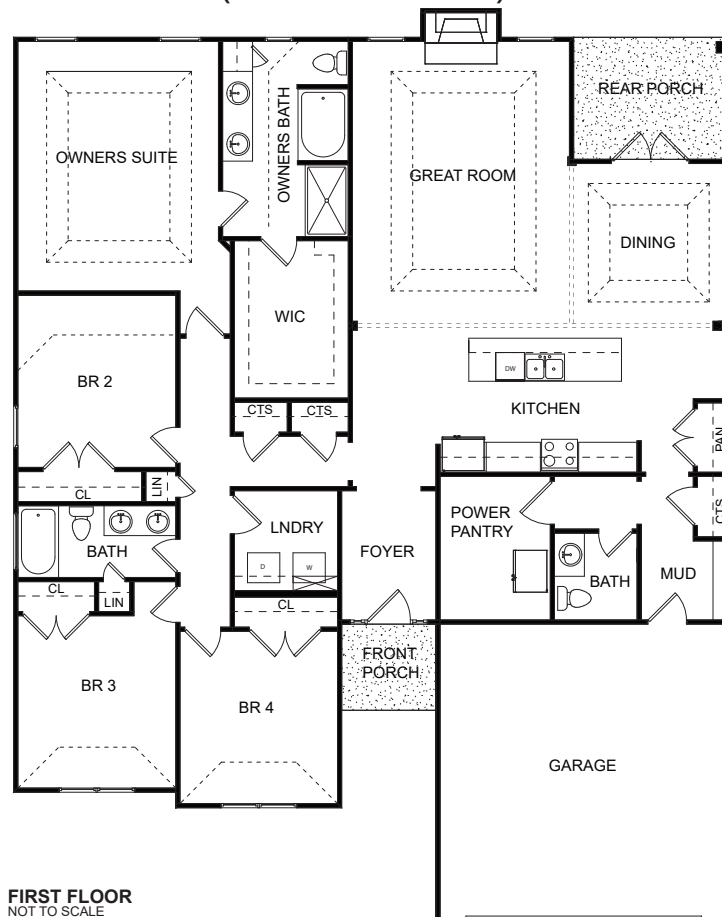 REAR PORCH
OWNERS SUITE
OWNERS BATH
GREAT ROOM
DINING
WIC
DW
BR 2
CTS
CTS
KITCHEN
PAN
CL
LIN
CTS
LNDRY
POWER
PANTRY
FOYER
BATH
D
W
BATH
MUD
CL
LIN
CL
FRONT
PORCH
BR 3
BR 4
GARAGE
FIRST FLOOR
NOT TO SCALE